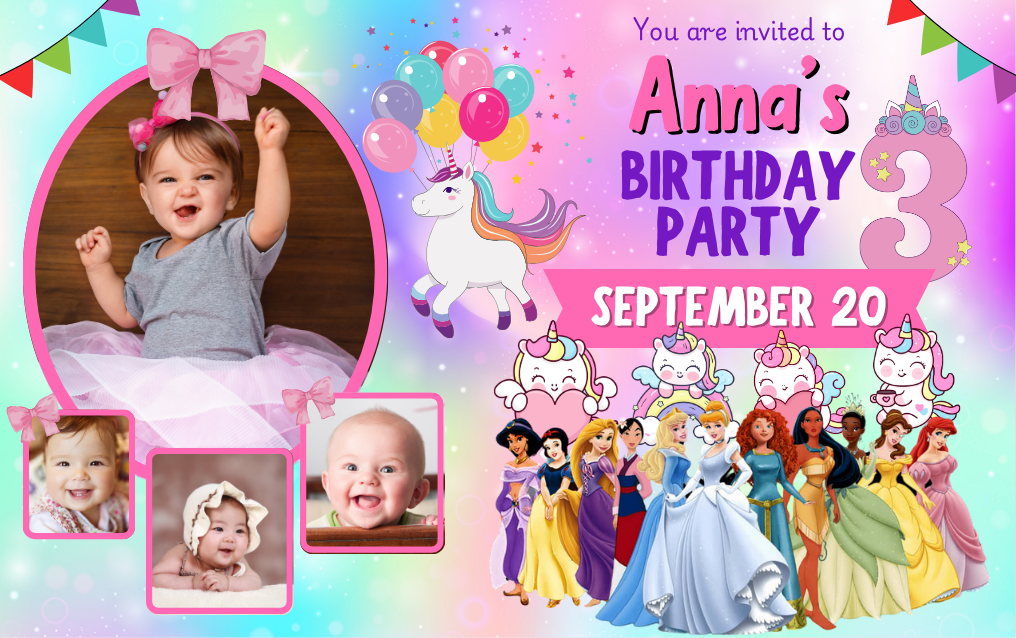 You are invited to
Anna's
BIRTHDAY
PARTY
3
SEPTEMBER 20